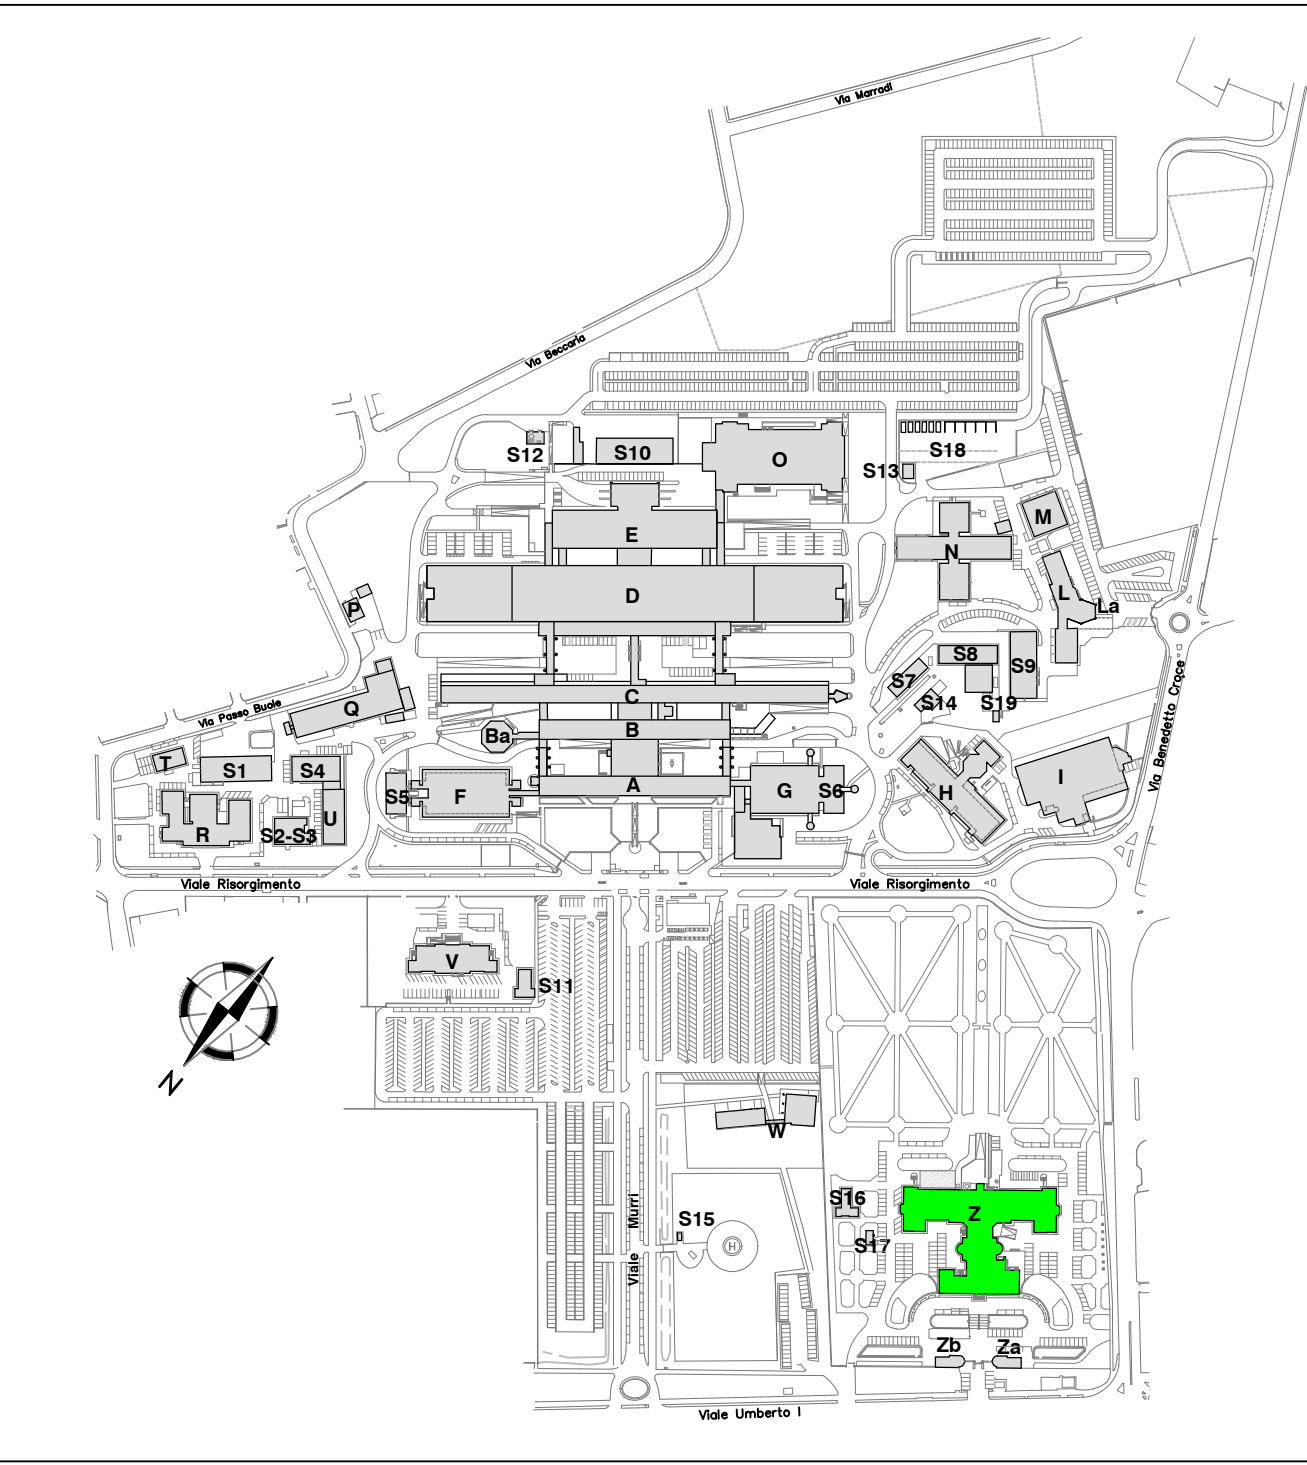 Via Marradi
Via Beccaria
S12
S10
O
S13
S18
E
M
N
D
L
La
P
S8
S9
S7
C
S14
S19
Q
Via Passo Buole
B
Ba
Via Benedetto Croce
T
S1
S4
S5
F
A
G
S6
H
I
R
S2-S3
U
Viale Risorgimento
Viale Risorgimento
V
S11
N
W
S16
Z
S15
S17
H
Viale Murri
Zb
Za
Viale Umberto I